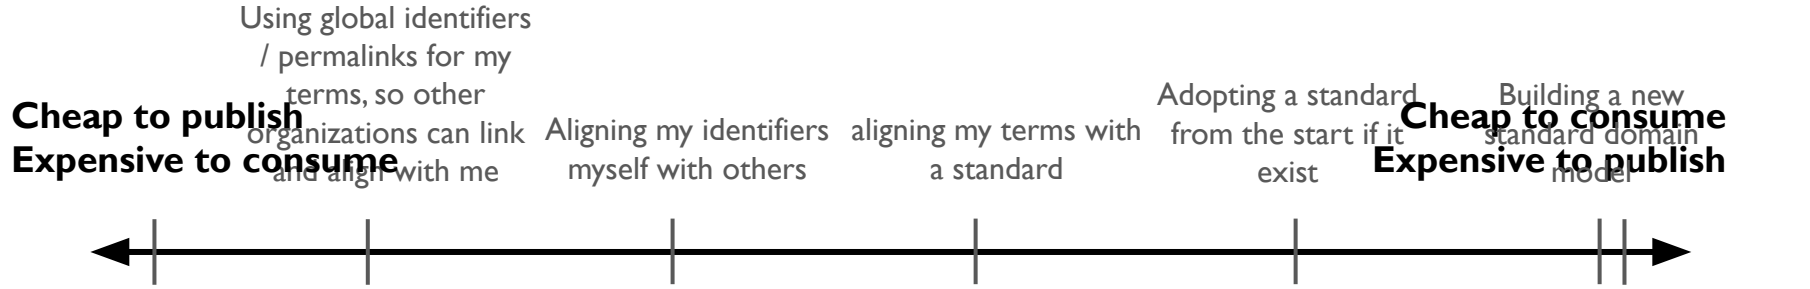 Using global identifiers
/ permalinks for my
terms, so other
organizations can link
and align with me
Cheap to publish
Expensive to consume
Aligning my identifiers
myself with others
aligning my terms with
a standard
Adopting a standard
from the start if it
exist
Cheap to consume
Expensive to publish
Building a new
standard domain
model